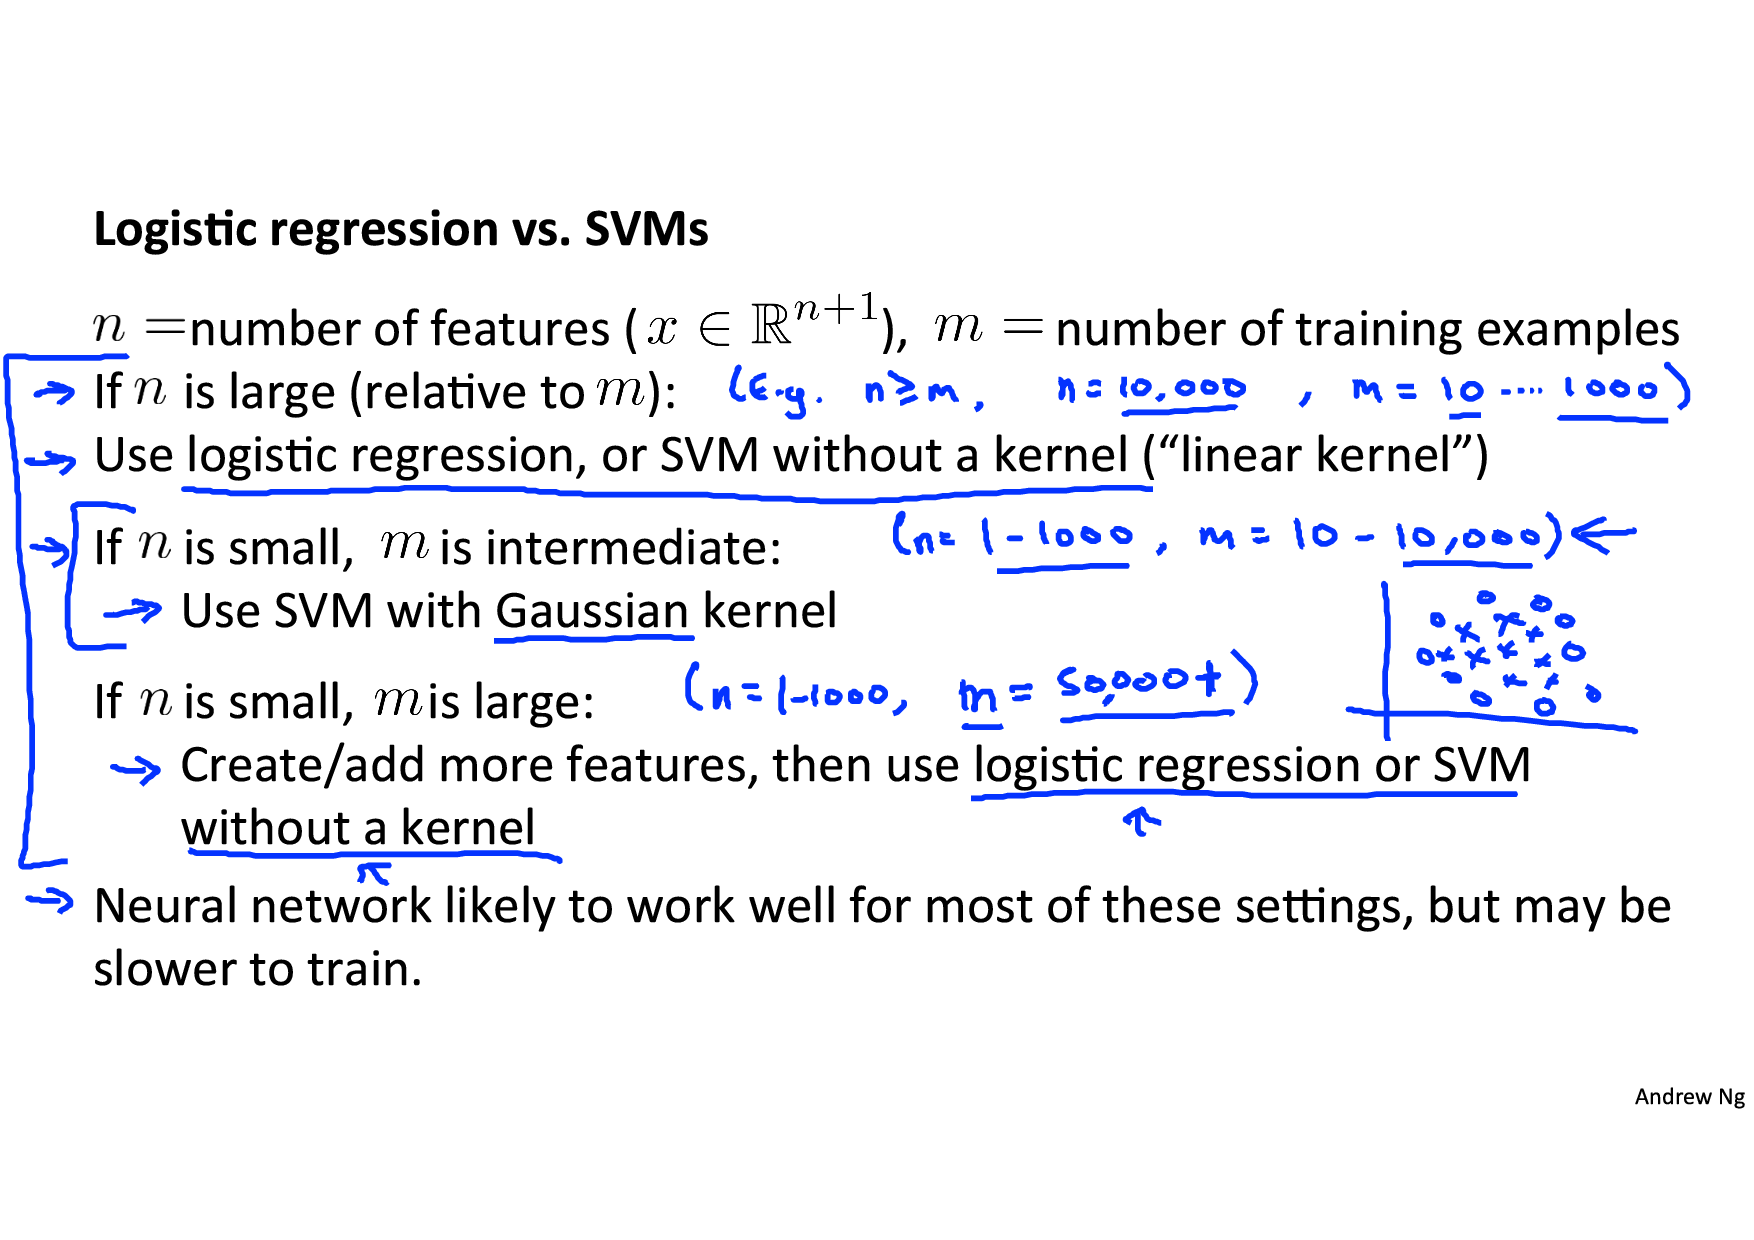 Logistic regression vs. SVMs
n = number of features ( x ∈ ℝⁿ⁺¹), m = number of training examples
→ If n is large (relative to m): (E.g. n ≥ m, n = 10,000, m = 10 .... 1000)
→ Use logistic regression, or SVM without a kernel (“linear kernel”)
→ If n is small, m is intermediate: (n = 1 - 1000, m = 10 - 10,000) ←
→ Use SVM with Gaussian kernel
If n is small, m is large: (n = 1 - 1000, m = 50,000+)
→ Create/add more features, then use logistic regression or SVM
without a kernel
→ Neural network likely to work well for most of these settings, but may be
slower to train.
Andrew Ng